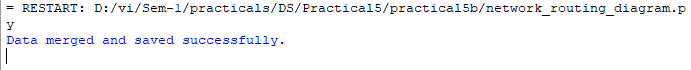 = RESTART: D:/vi/Sem-1/practicals/DS/Practical5/practical5b/network_routing_diagram.p
y
Data merged and saved successfully.